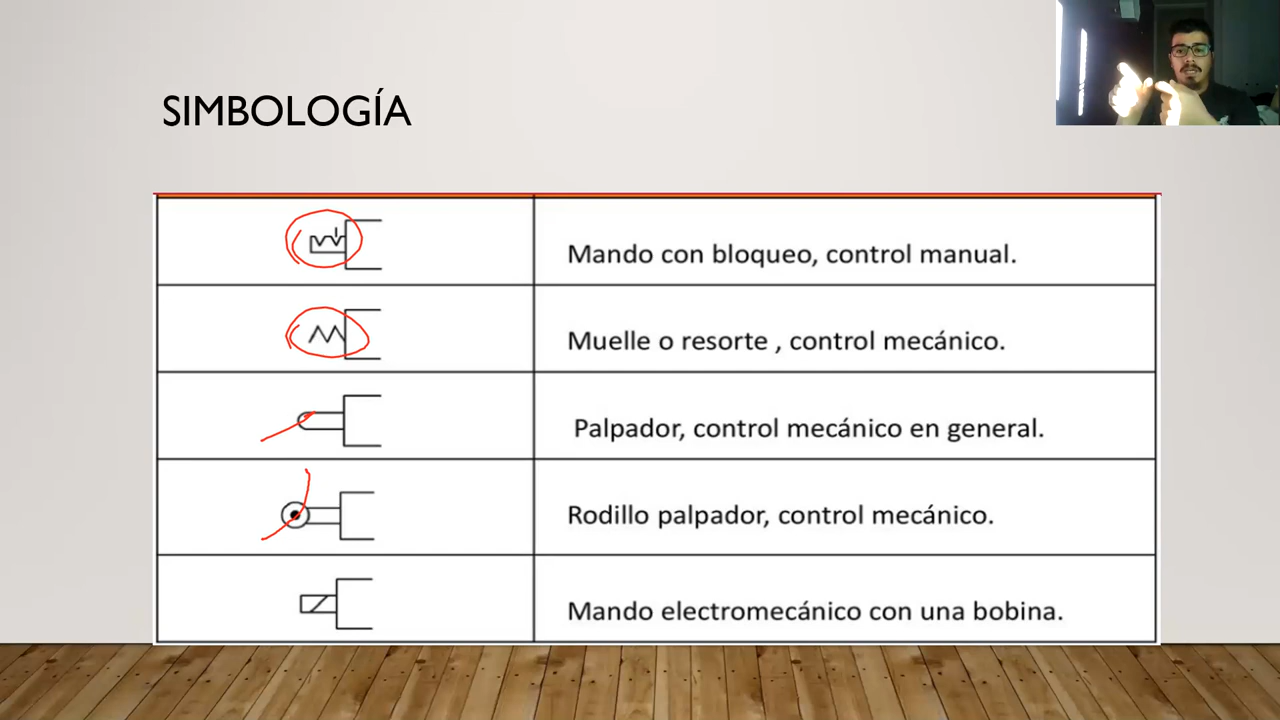 SIMBOLOGÍA
Mando con bloqueo, control manual.
Muelle o resorte , control mecánico.
Palpador, control mecánico en general.
Rodillo palpador, control mecánico.
Mando electromecánico con una bobina.